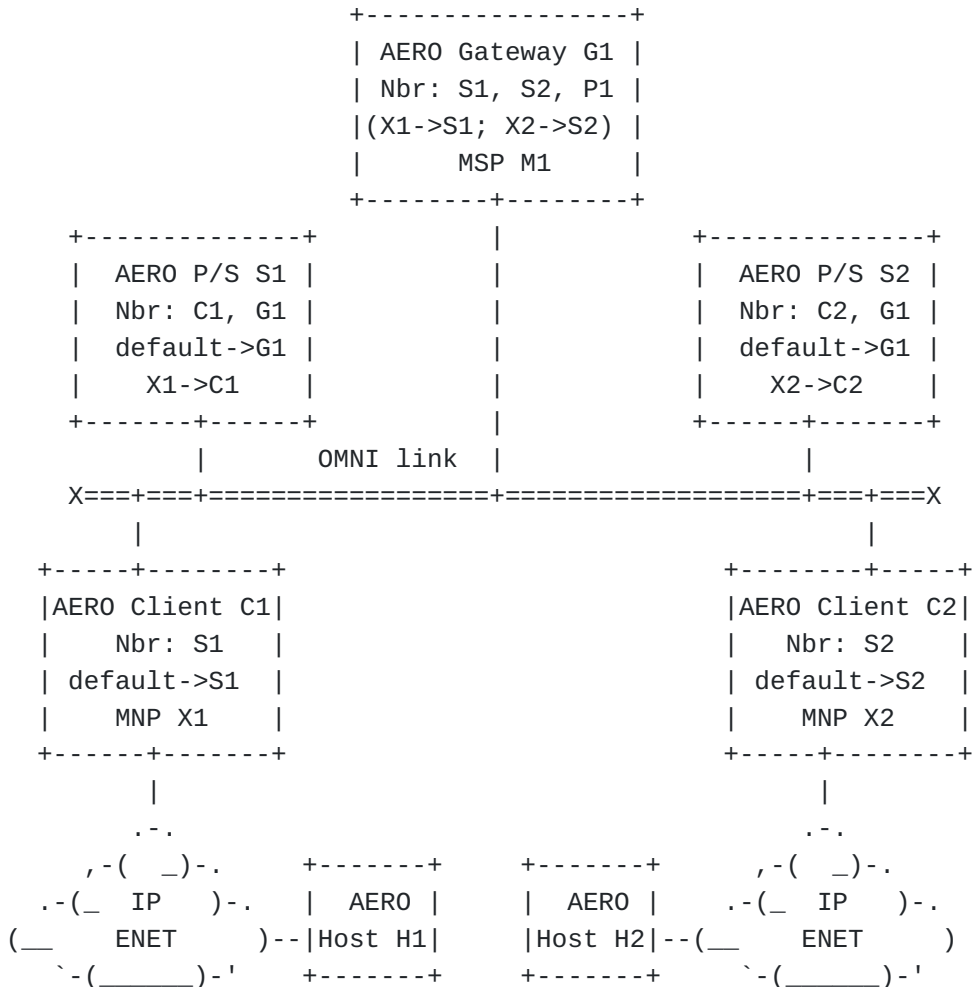 AERO Gateway G1
Nbr: S1, S2, P1
(X1->S1; X2->S2)
MSP M1
AERO P/S S1 AERO P/S S2
Nbr: C1, G1 Nbr: C2, G1
default->G1 default->G1
X1->C1 X2->C2
OMNI link
X X
AERO Client C1 AERO Client C2
Nbr: S1 Nbr: S2
default->S1 default->S2
MNP X1 MNP X2
IP AERO AERO IP
ENET Host H1 Host H2 ENET